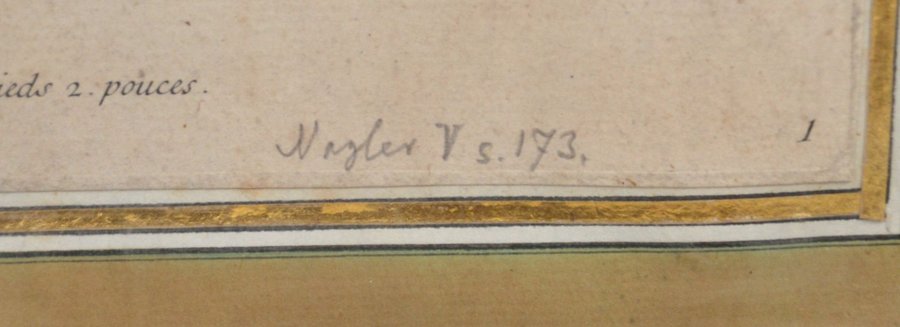 ieds 2. pouces.
Nagler V s. 173.
1